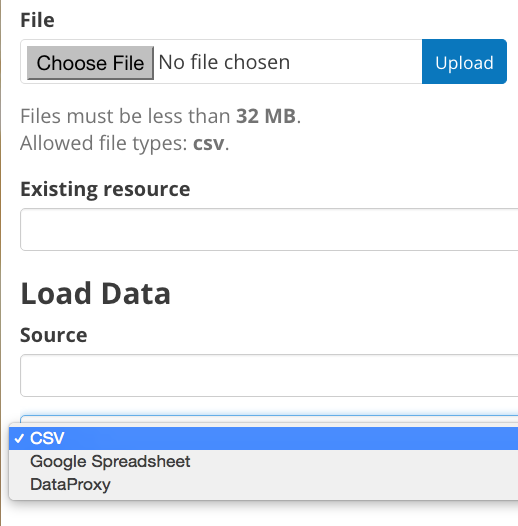 File
Choose File No file chosen Upload
Files must be less than 32 MB.
Allowed file types: csv.
Existing resource
Load Data
Source
✓ CSV
Google Spreadsheet
DataProxy